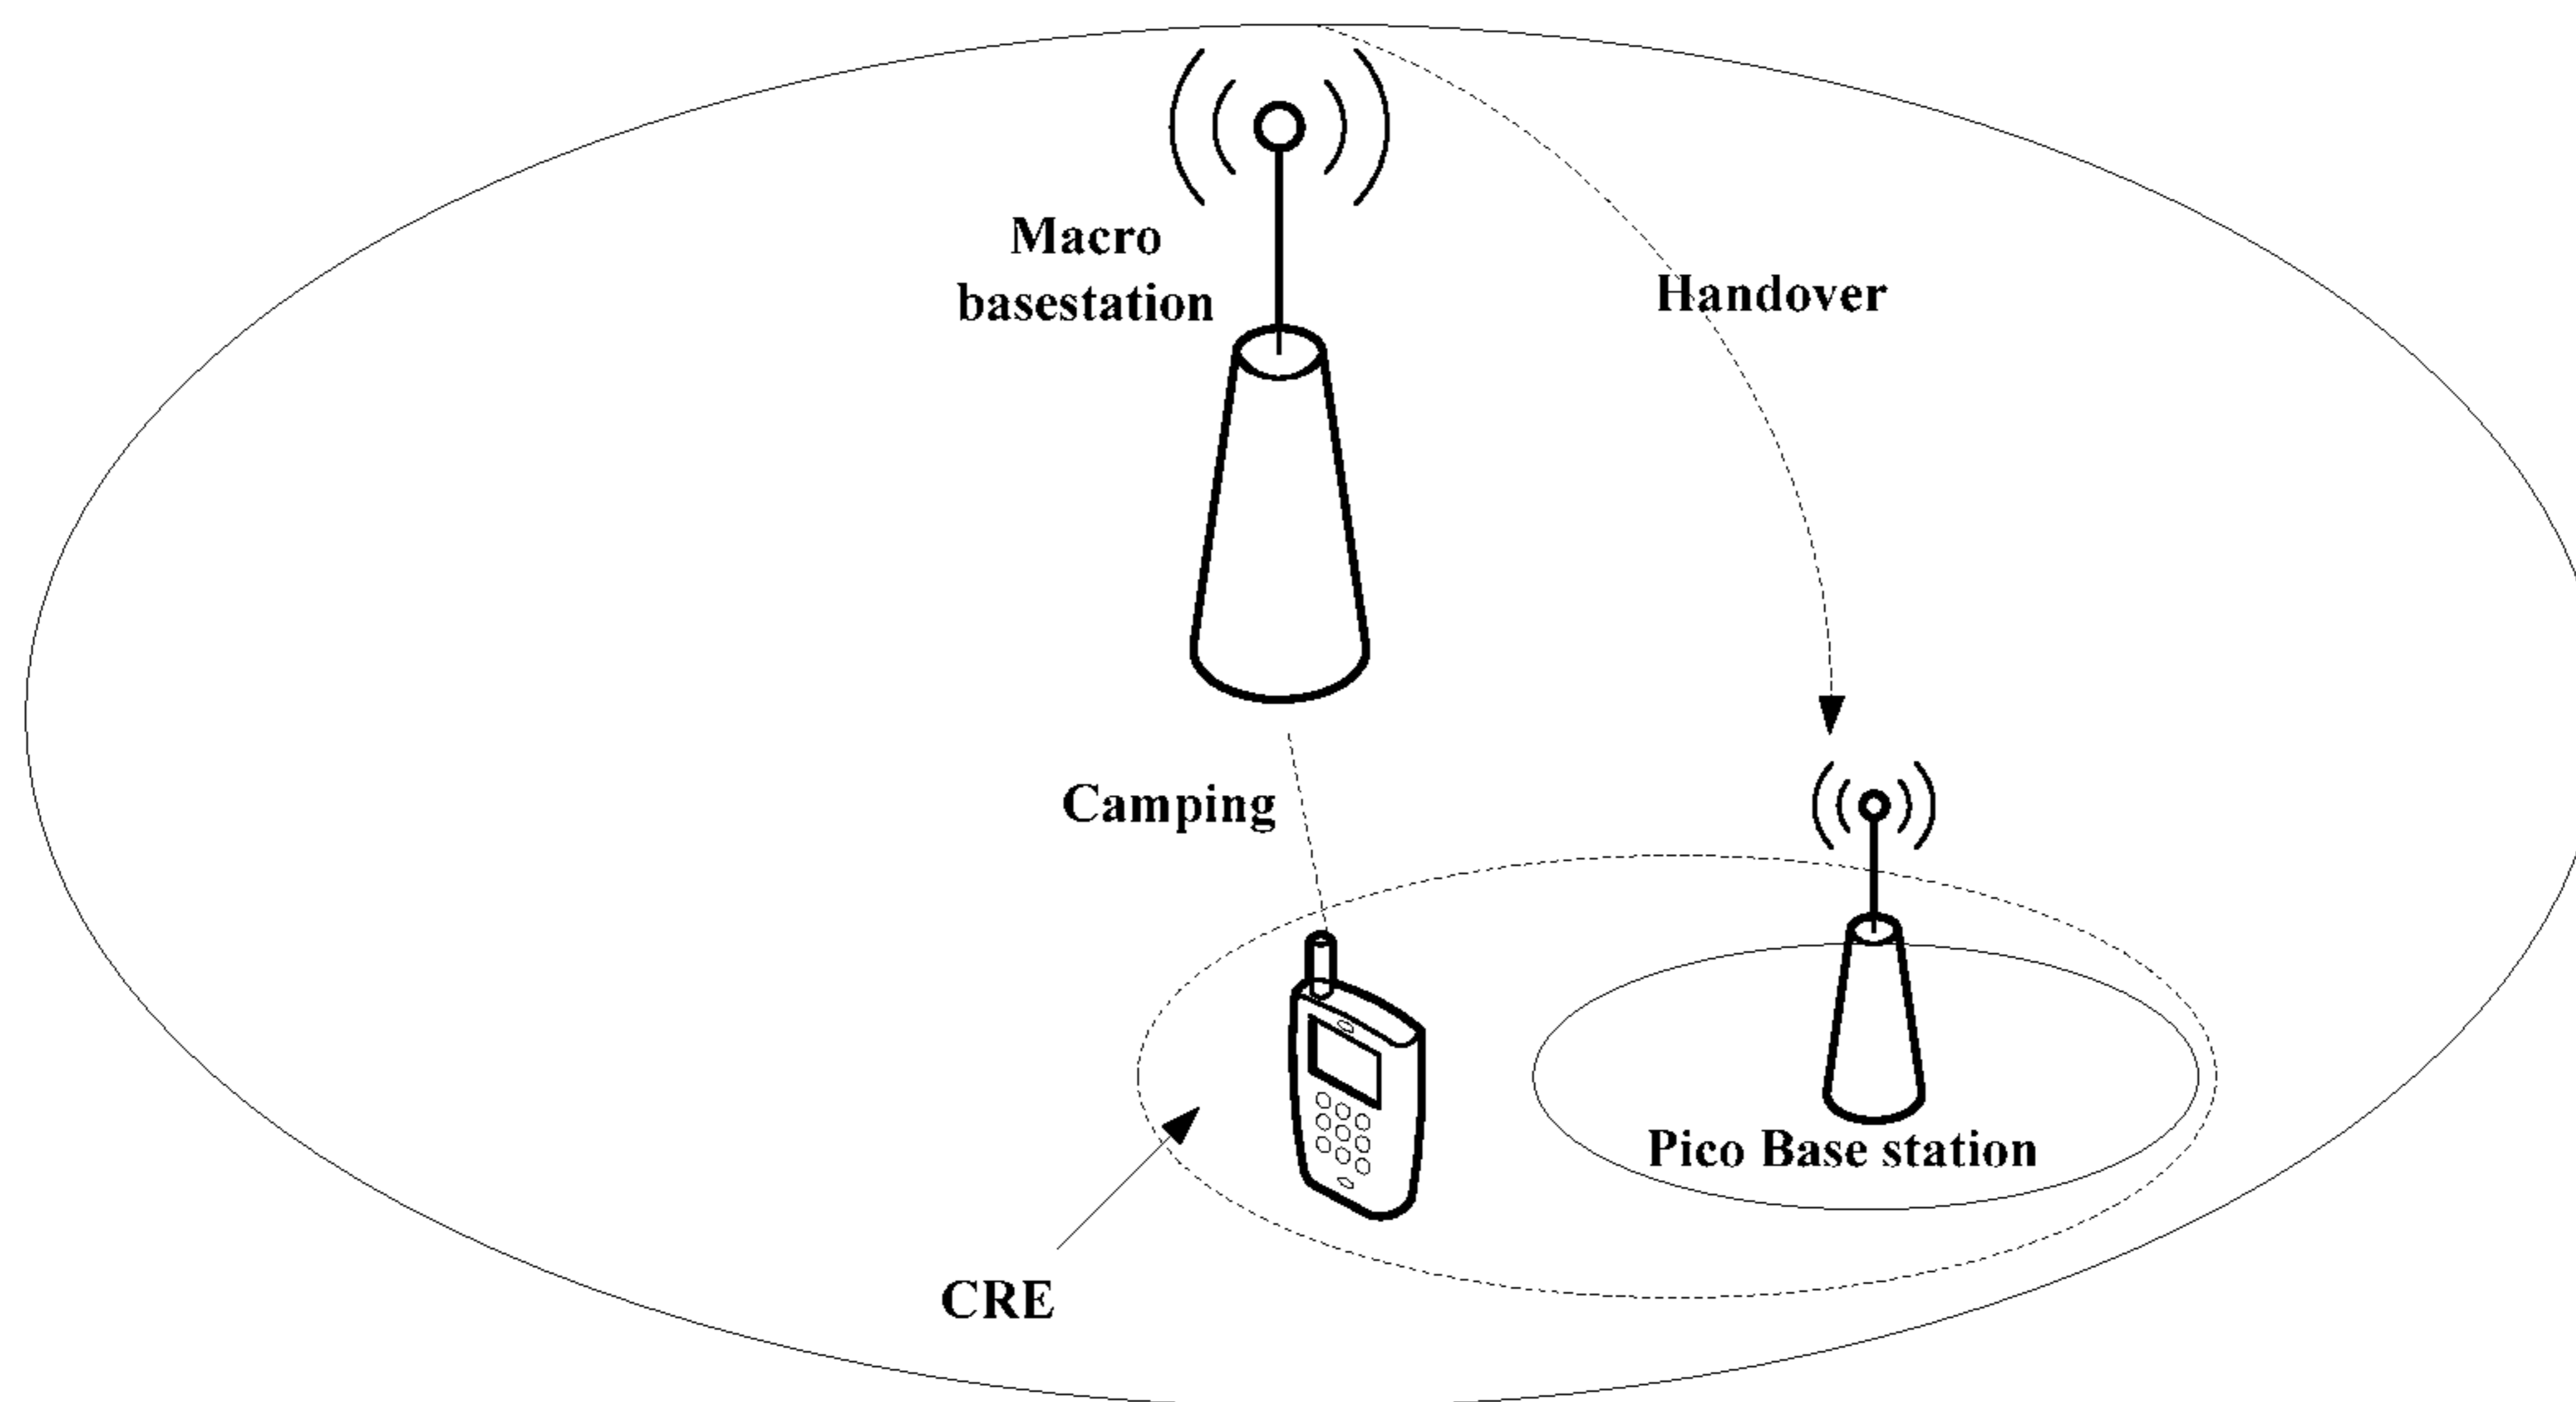 Macro
basestation
Handover
Camping
Pico Base station
CRE